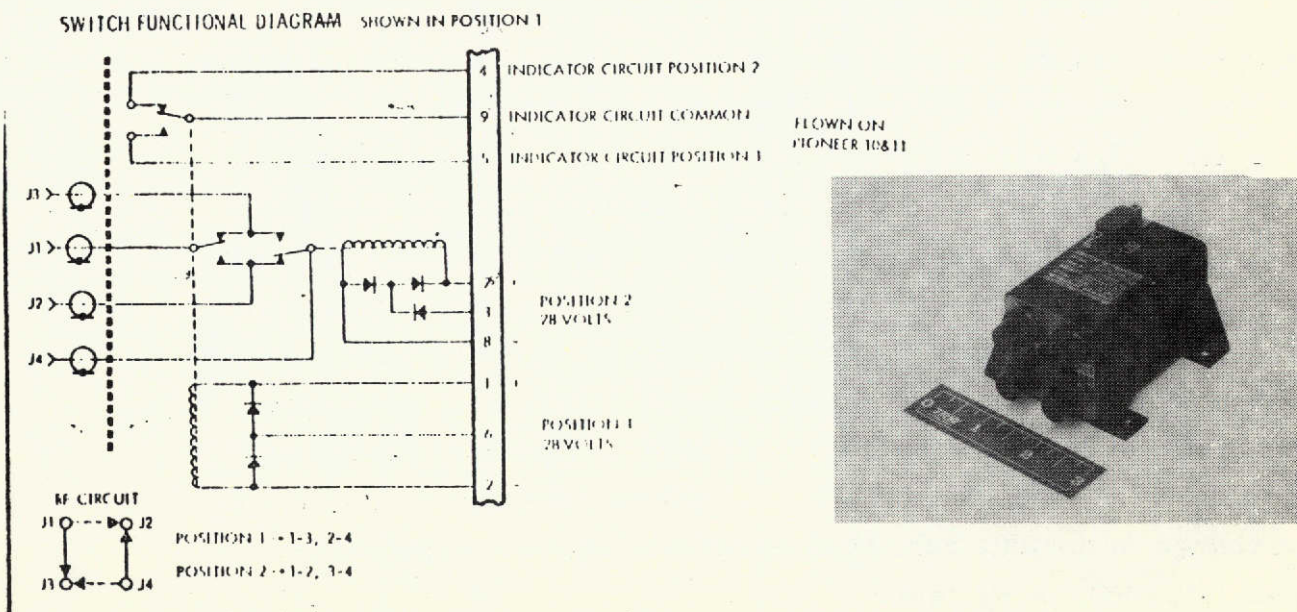 SWITCH FUNCTIONAL DIAGRAM SHOWN IN POSITION 1
4 INDICATOR CIRCUIT POSITION 2
9 INDICATOR CIRCUIT COMMON
5 INDICATOR CIRCUIT POSITION 1
FLOWN ON
PIONEER 10&11
J3
J1
J2
J4
7
3
8
POSITION 2
28 VOLTS
1
6
2
POSITION 1
28 VOLTS
RF CIRCUIT
J1 J2
J3 J4
POSITION 1 • 1-3, 2-4
POSITION 2 • 1-2, 3-4